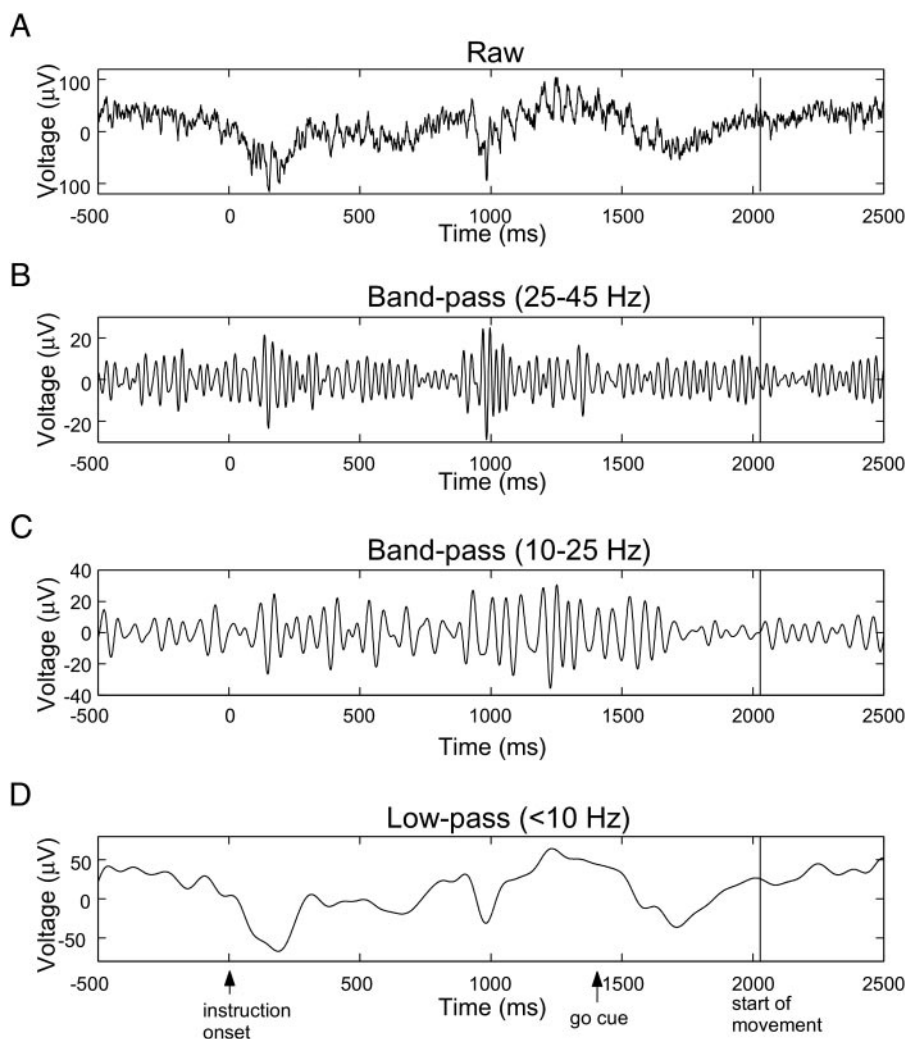 A
Raw
Voltage (µV)
100
0
100
-500 0 500 1000 1500 2000 2500
Time (ms)
B
Band-pass (25-45 Hz)
Voltage (µV)
20
0
-20
-500 0 500 1000 1500 2000 2500
Time (ms)
C
Band-pass (10-25 Hz)
Voltage (µV)
40
20
0
-20
-40
-500 0 500 1000 1500 2000 2500
Time (ms)
D
Low-pass (<10 Hz)
Voltage (µV)
50
0
-50
-500 0 500 1000 1500 2000 2500
Time (ms)
instruction
onset
go cue
start of
movement